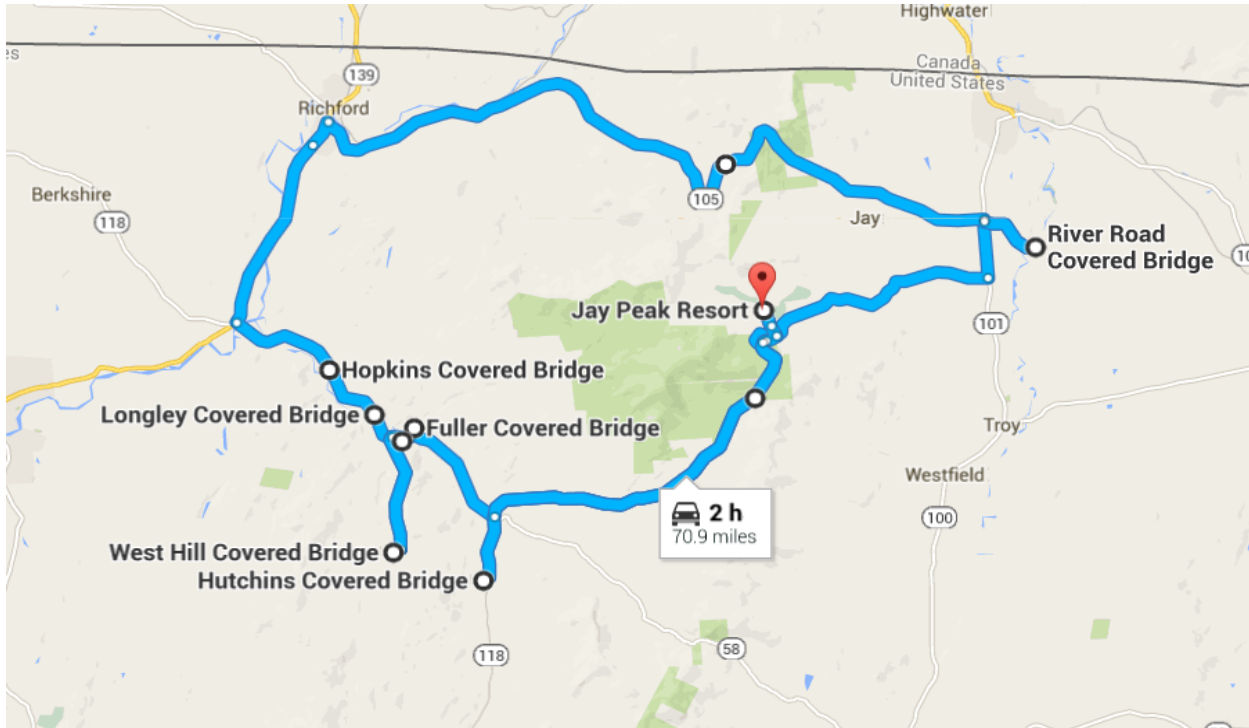 Highwater
es
Canada
United States
139
Richford
Berkshire
118
105
Jay
River Road
Covered Bridge
10
Jay Peak Resort
101
Hopkins Covered Bridge
Longley Covered Bridge
Fuller Covered Bridge
Troy
Westfield
2 h
70.9 miles
100
West Hill Covered Bridge
Hutchins Covered Bridge
118
58